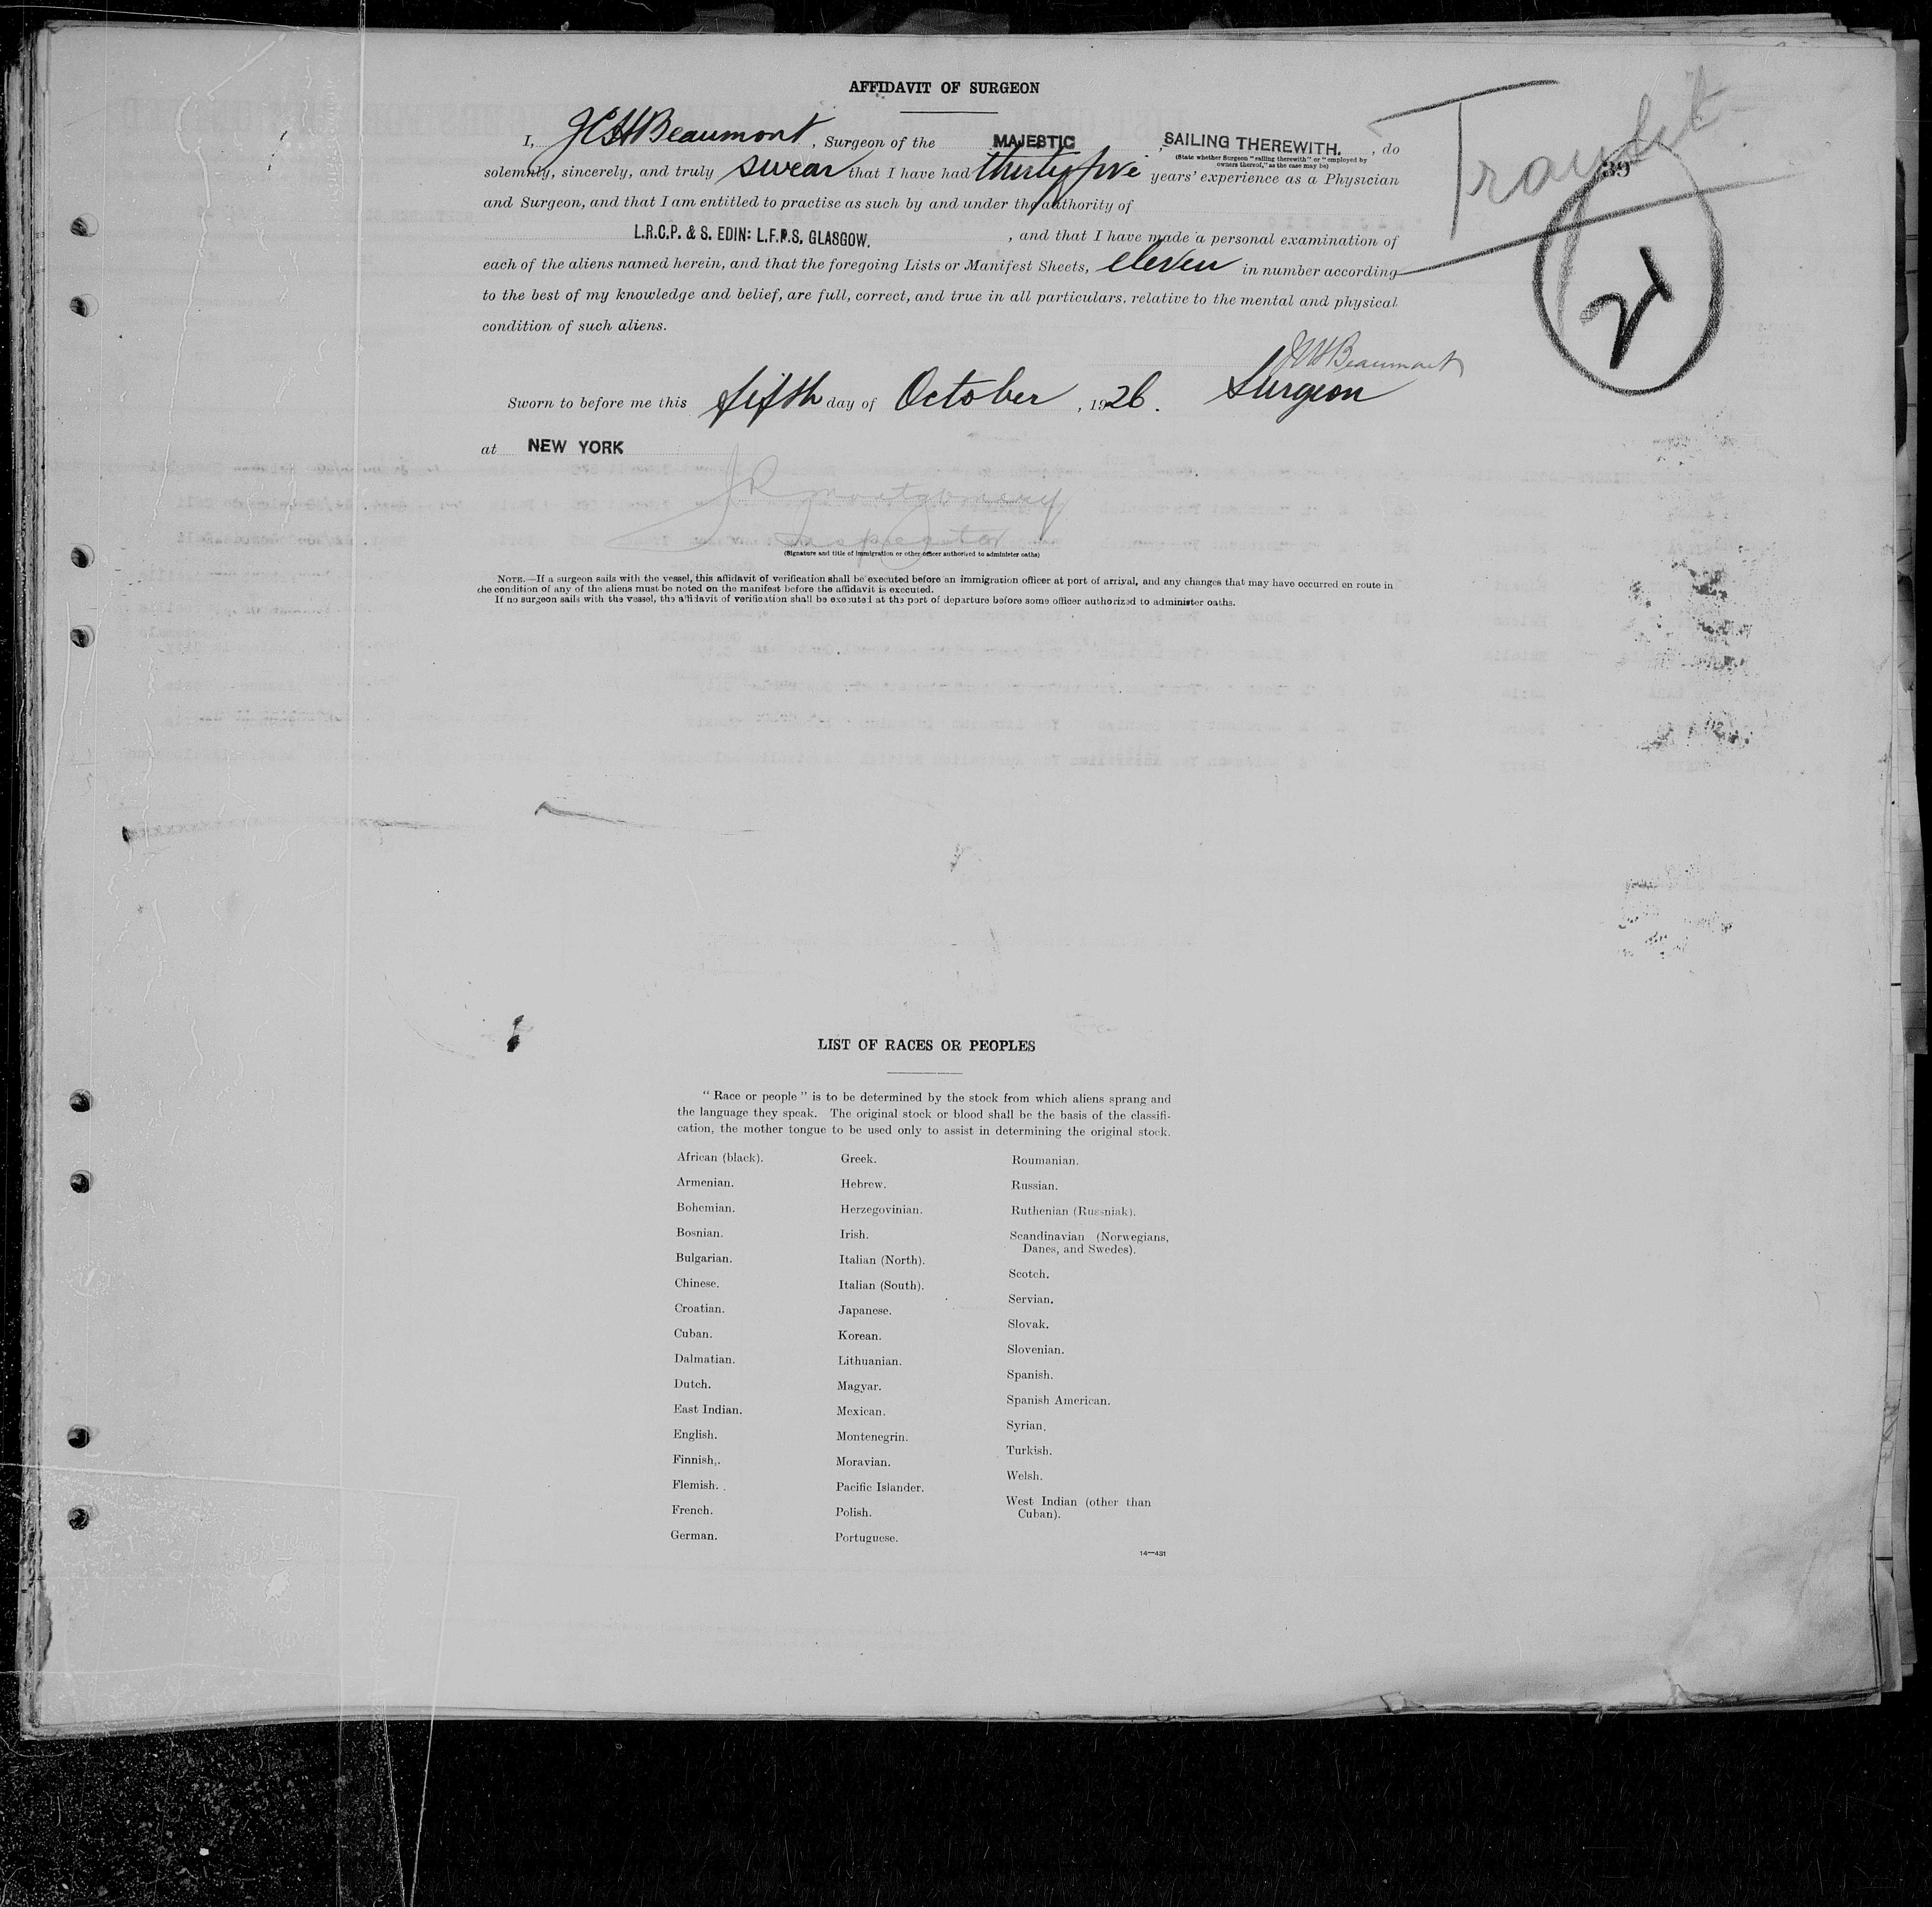 AFFIDAVIT OF SURGEON
I, JCH Beaumont, Surgeon of the MAJESTIC, SAILING THEREWITH., do
(State whether Surgeon "sailing therewith" or "employed by
owners thereof," as the case may be)
solemnly, sincerely, and truly swear that I have had thirty five years' experience as a Physician
and Surgeon, and that I am entitled to practise as such by and under the authority of
L.R.C.P. & S. EDIN: L.F.P.S. GLASGOW. , and that I have made a personal examination of
each of the aliens named herein, and that the foregoing Lists or Manifest Sheets, eleven in number according
to the best of my knowledge and belief, are full, correct, and true in all particulars, relative to the mental and physical
condition of such aliens.
JCH Beaumont
Sworn to before me this fifth day of October, 1926. Surgeon
at NEW YORK
J R Montgomery
Inspector
(Signature and title of immigration or other officer authorized to administer oaths)
NOTE.—If a surgeon sails with the vessel, this affidavit of verification shall be executed before an immigration officer at port of arrival, and any changes that may have occurred en route in
the condition of any of the aliens must be noted on the manifest before the affidavit is executed.
If no surgeon sails with the vessel, the affidavit of verification shall be executed at the port of departure before some officer authorized to administer oaths.
39
21
LIST OF RACES OR PEOPLES
"Race or people" is to be determined by the stock from which aliens sprang and
the language they speak. The original stock or blood shall be the basis of the classifi-
cation, the mother tongue to be used only to assist in determining the original stock.
African (black).
Armenian.
Bohemian.
Bosnian.
Bulgarian.
Chinese.
Croatian.
Cuban.
Dalmatian.
Dutch.
East Indian.
English.
Finnish,.
Flemish.
French.
German.
Greek.
Hebrew.
Herzegovinian.
Irish.
Italian (North).
Italian (South).
Japanese.
Korean.
Lithuanian.
Magyar.
Mexican.
Montenegrin.
Moravian.
Pacific Islander.
Polish.
Portuguese.
Roumanian.
Russian.
Ruthenian (Russniak).
Scandinavian (Norwegians,
Danes, and Swedes).
Scotch.
Servian.
Slovak.
Slovenian.
Spanish.
Spanish American.
Syrian.
Turkish.
Welsh.
West Indian (other than
Cuban).
14—431